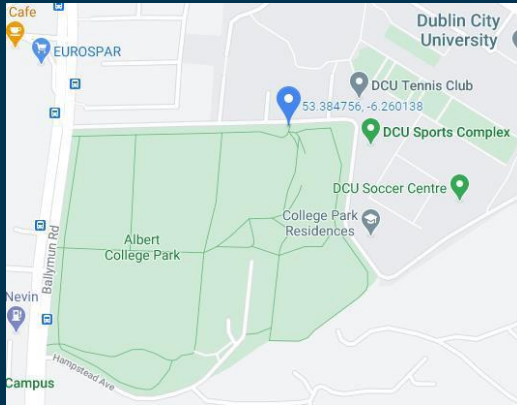 Cafe
EUROSPAR
Dublin City
University
DCU Tennis Club
53.384756, -6.260138
DCU Sports Complex
DCU Soccer Centre
College Park
Residences
Albert
College Park
Ballymun Rd
Nevin
Hampstead Ave
Campus